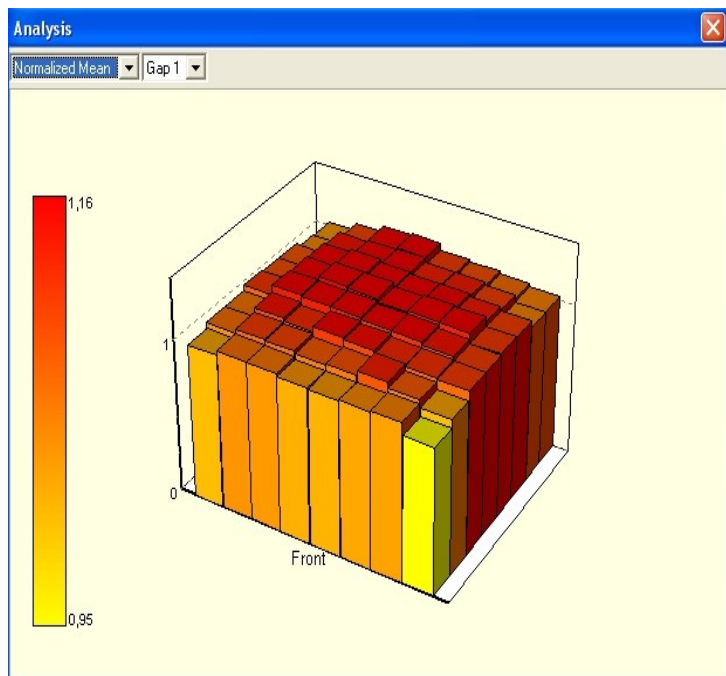 Analysis
Normalized Mean Gap 1
1,16
1
0
Front
0,95